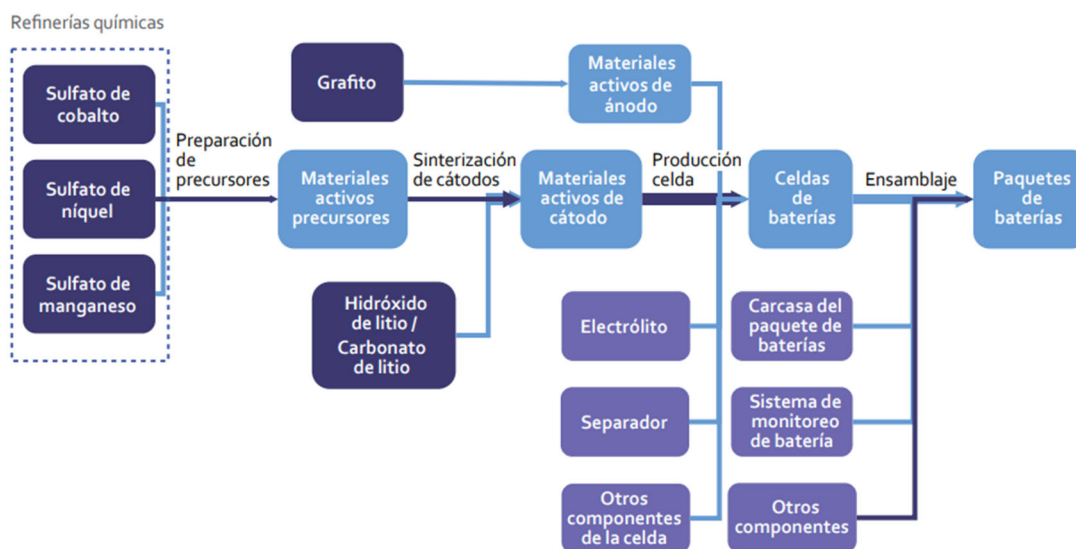 Refinerías químicas
Sulfato de
cobalto
Sulfato de
níquel
Sulfato de
manganeso
Preparación
de
precursores
Grafito
Materiales
activos de
ánodo
Materiales
activos
precursores
Sinterización
de cátodos
Materiales
activos de
cátodo
Producción
celda
Celdas
de
baterías
Ensamblaje
Paquetes
de
baterías
Hidróxido
de litio /
Carbonato
de litio
Electrólito
Separador
Otros
componentes
de la celda
Carcasa del
paquete de
baterías
Sistema de
monitoreo
de batería
Otros
componentes